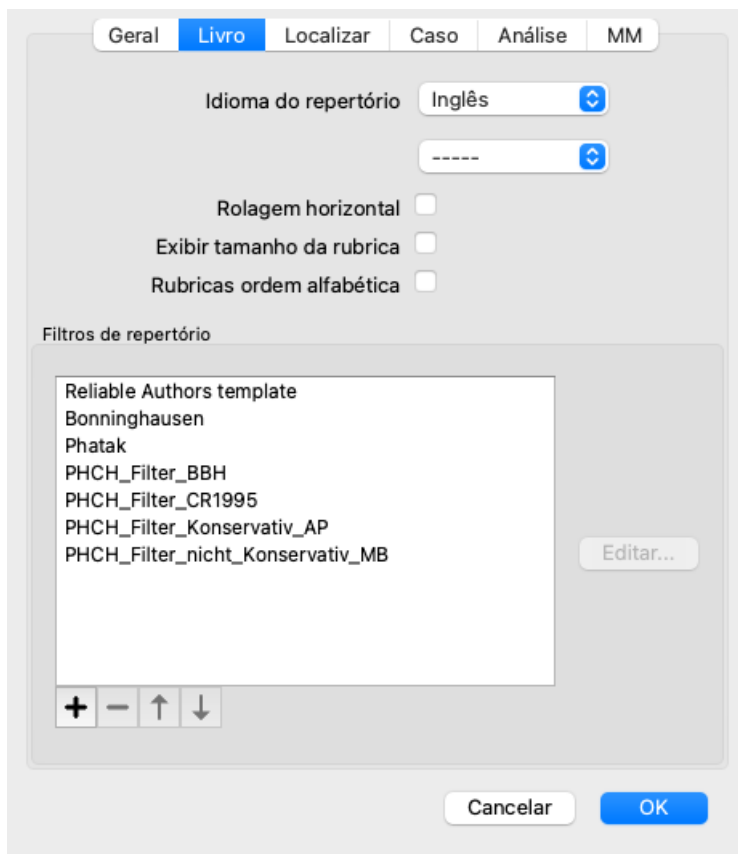 Geral Livro Localizar Caso Análise MM
Idioma do repertório Inglês
-----
Rolagem horizontal
Exibir tamanho da rubrica
Rubricas ordem alfabética
Filtros de repertório
Reliable Authors template
Bonninghausen
Phatak
PHCH_Filter_BBH
PHCH_Filter_CR1995
PHCH_Filter_Konservativ_AP
PHCH_Filter_nicht_Konservativ_MB
Editar...
Cancelar OK